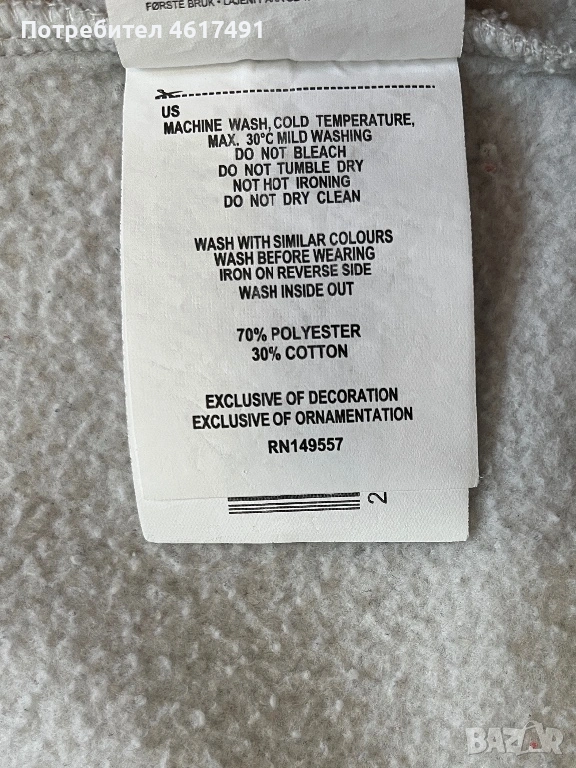 Потребител 4617491
FØRSTE BRUK
US
MACHINE WASH, COLD TEMPERATURE,
MAX. 30°C MILD WASHING
DO NOT BLEACH
DO NOT TUMBLE DRY
NOT HOT IRONING
DO NOT DRY CLEAN
WASH WITH SIMILAR COLOURS
WASH BEFORE WEARING
IRON ON REVERSE SIDE
WASH INSIDE OUT
70% POLYESTER
30% COTTON
EXCLUSIVE OF DECORATION
EXCLUSIVE OF ORNAMENTATION
RN149557
2
BAZAR